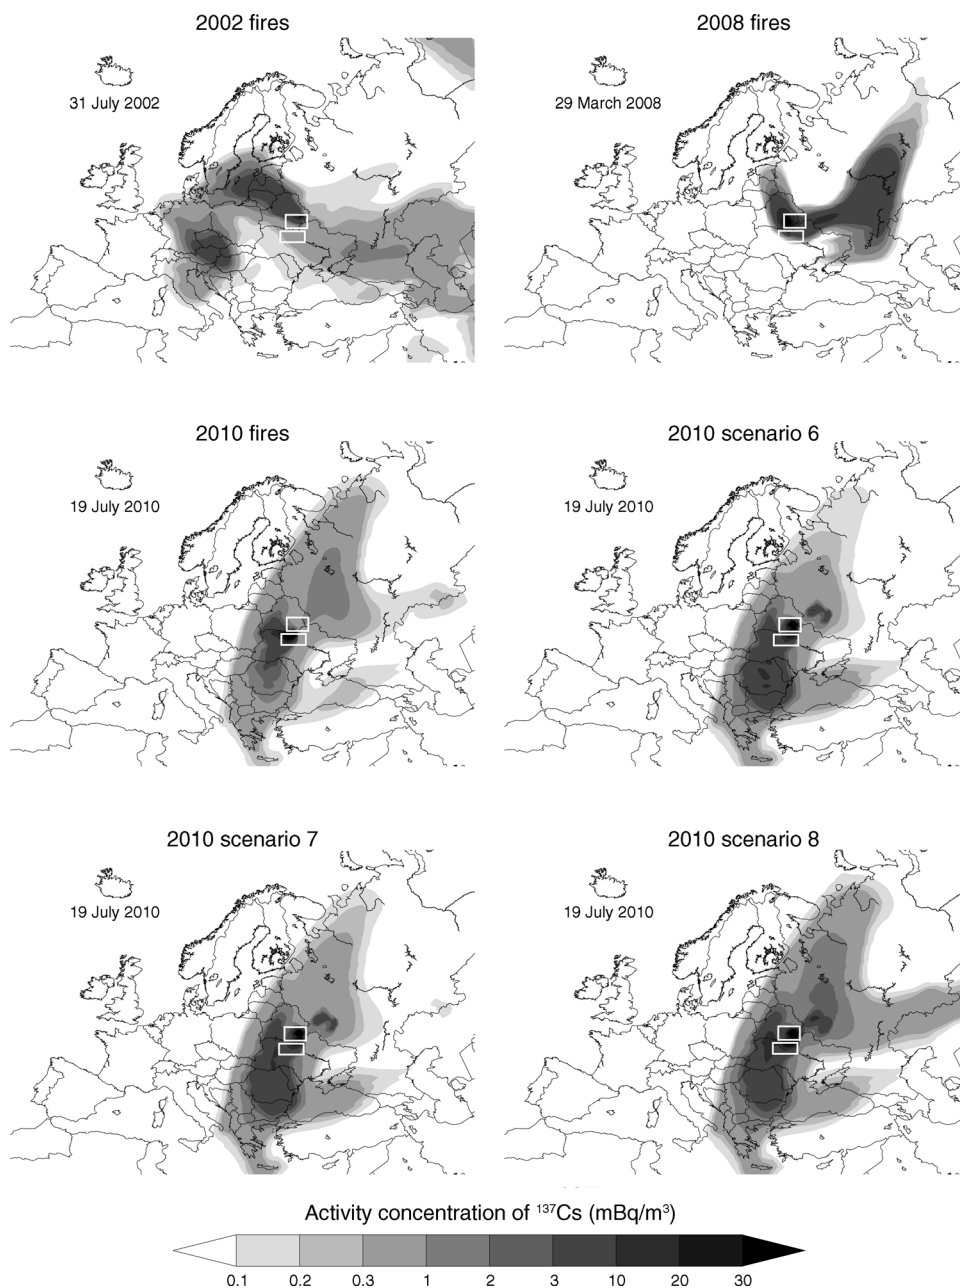 2002 fires
2008 fires
31 July 2002
29 March 2008
2010 fires
2010 scenario 6
19 July 2010
19 July 2010
2010 scenario 7
2010 scenario 8
19 July 2010
19 July 2010
Activity concentration of ¹³⁷Cs (mBq/m³)
0.1 0.2 0.3 1 2 3 10 20 30